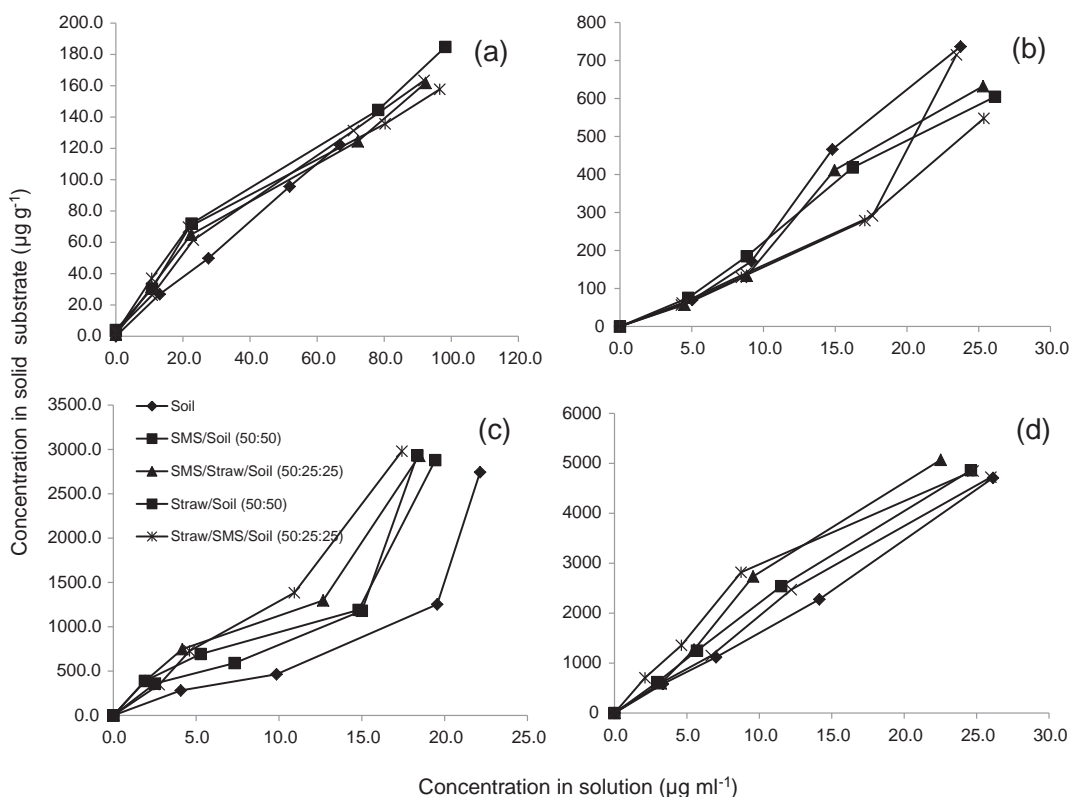 Concentration in solid substrate (µg g⁻¹)
(a)
200.0
180.0
160.0
140.0
120.0
100.0
80.0
60.0
40.0
20.0
0.0
0.0 20.0 40.0 60.0 80.0 100.0 120.0
(b)
800
700
600
500
400
300
200
100
0
0.0 5.0 10.0 15.0 20.0 25.0 30.0
(c)
3500.0
3000.0
2500.0
2000.0
1500.0
1000.0
500.0
0.0
Soil
SMS/Soil (50:50)
SMS/Straw/Soil (50:25:25)
Straw/Soil (50:50)
Straw/SMS/Soil (50:25:25)
0.0 5.0 10.0 15.0 20.0 25.0
(d)
6000
5000
4000
3000
2000
1000
0
0.0 5.0 10.0 15.0 20.0 25.0 30.0
Concentration in solution (µg ml⁻¹)